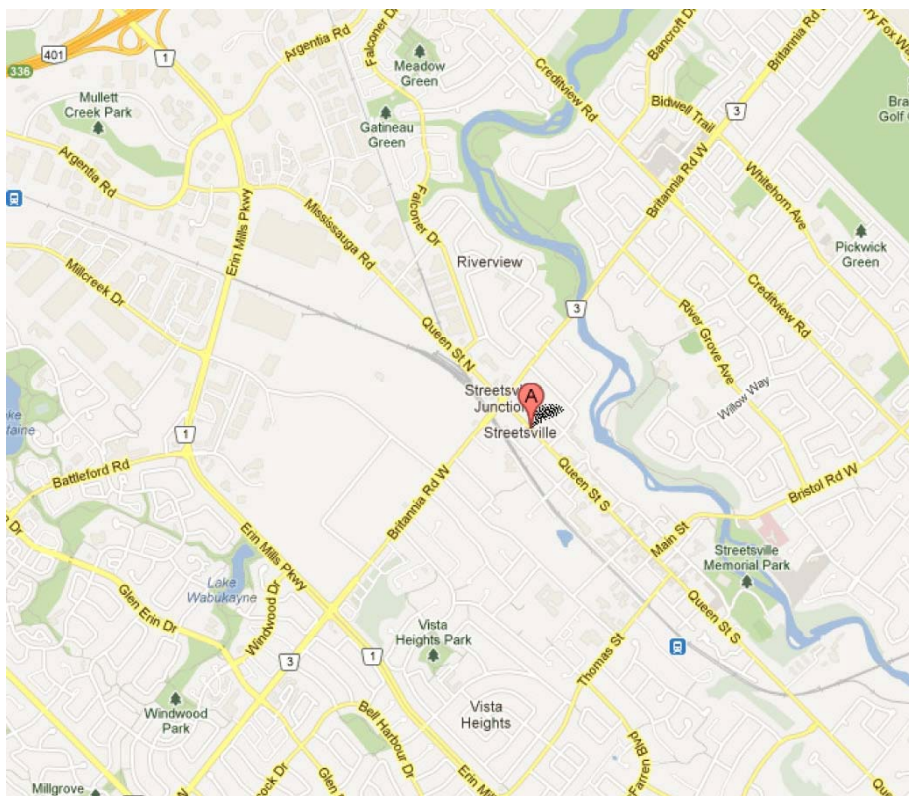 401
336
1
Argentia Rd
Falconer Dr
Meadow
Green
Creditview Rd
Bancroft Dr
Britannia Rd W
Mullett
Creek Park
Gatineau
Green
Bidwell Trail
3
Golf
Argentia Rd
Erin Mills Pkwy
Mississauga Rd
Falconer Dr
Britannia Rd W
Whitehorn Ave
Pickwick
Green
Riverview
Millcreek Dr
Queen St N
3
River Grove Ave
Creditview Rd
Willow Way
Junction
A
Streetsville
1
Battleford Rd
Britannia Rd W
Queen St S
Bristol Rd W
Main St
Erin Mills Pkwy
Streetsville
Memorial Park
Lake
Wabukayne
Windwood Dr
Glen Erin Dr
Queen St S
Vista
Heights Park
Thomas St
3
1
Windwood
Park
Bell Harbour Dr
Vista
Heights
Millgrove
Glen
Erin